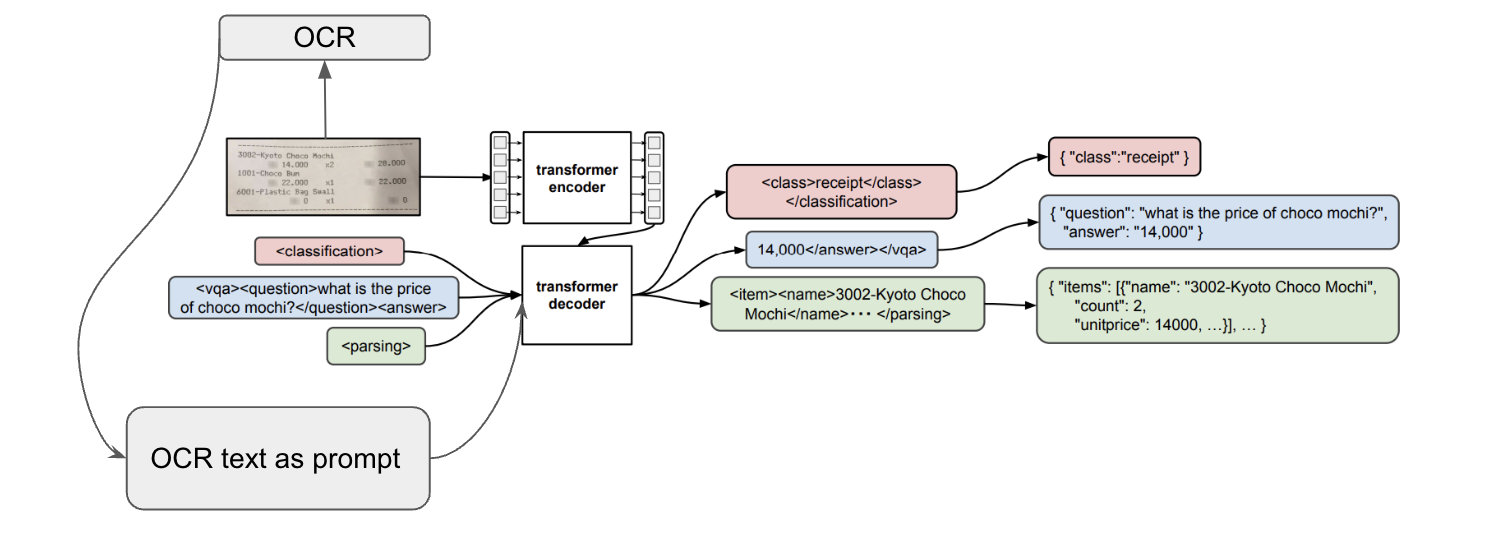 OCR
3002-Kyoto Choco Mochi
14.000 x2 28.000
1001-Choco Bun
22.000 x1 22.000
6001-Plastic Bag Small
0 x1 0
transformer
encoder
<classification>
<vqa><question>what is the price
of choco mochi?</question><answer>
<parsing>
transformer
decoder
OCR text as prompt
<class>receipt</class>
</classification>
14,000</answer></vqa>
<item><name>3002-Kyoto Choco
Mochi</name>··· </parsing>
{ "class":"receipt" }
{ "question": "what is the price of choco mochi?",
"answer": "14,000" }
{ "items": [{"name": "3002-Kyoto Choco Mochi",
"count": 2,
"unitprice": 14000, …}], … }